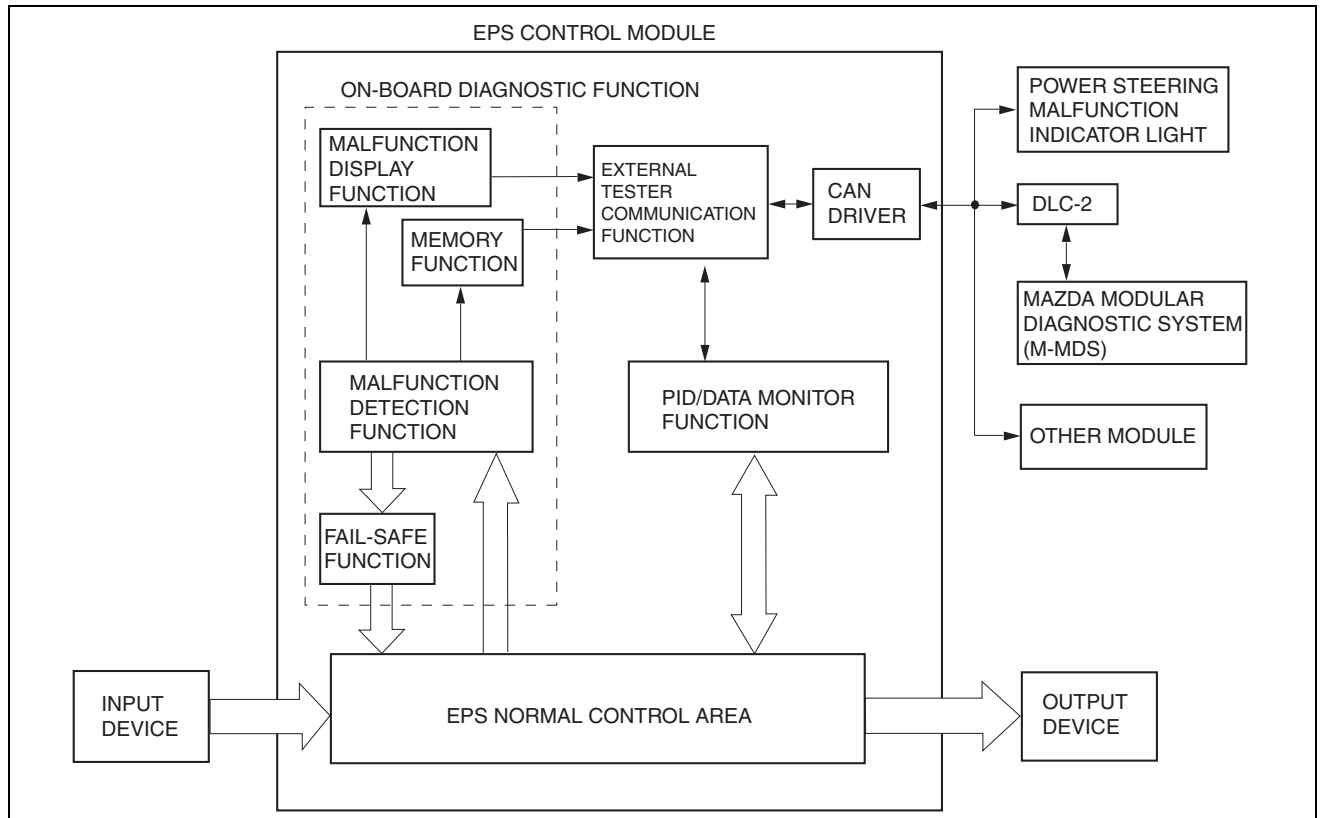 EPS CONTROL MODULE
ON-BOARD DIAGNOSTIC FUNCTION
MALFUNCTION
DISPLAY
FUNCTION
MEMORY
FUNCTION
EXTERNAL
TESTER
COMMUNICATION
FUNCTION
CAN
DRIVER
POWER STEERING
MALFUNCTION
INDICATOR LIGHT
DLC-2
MAZDA MODULAR
DIAGNOSTIC SYSTEM
(M-MDS)
OTHER MODULE
MALFUNCTION
DETECTION
FUNCTION
PID/DATA MONITOR
FUNCTION
FAIL-SAFE
FUNCTION
INPUT
DEVICE
EPS NORMAL CONTROL AREA
OUTPUT
DEVICE